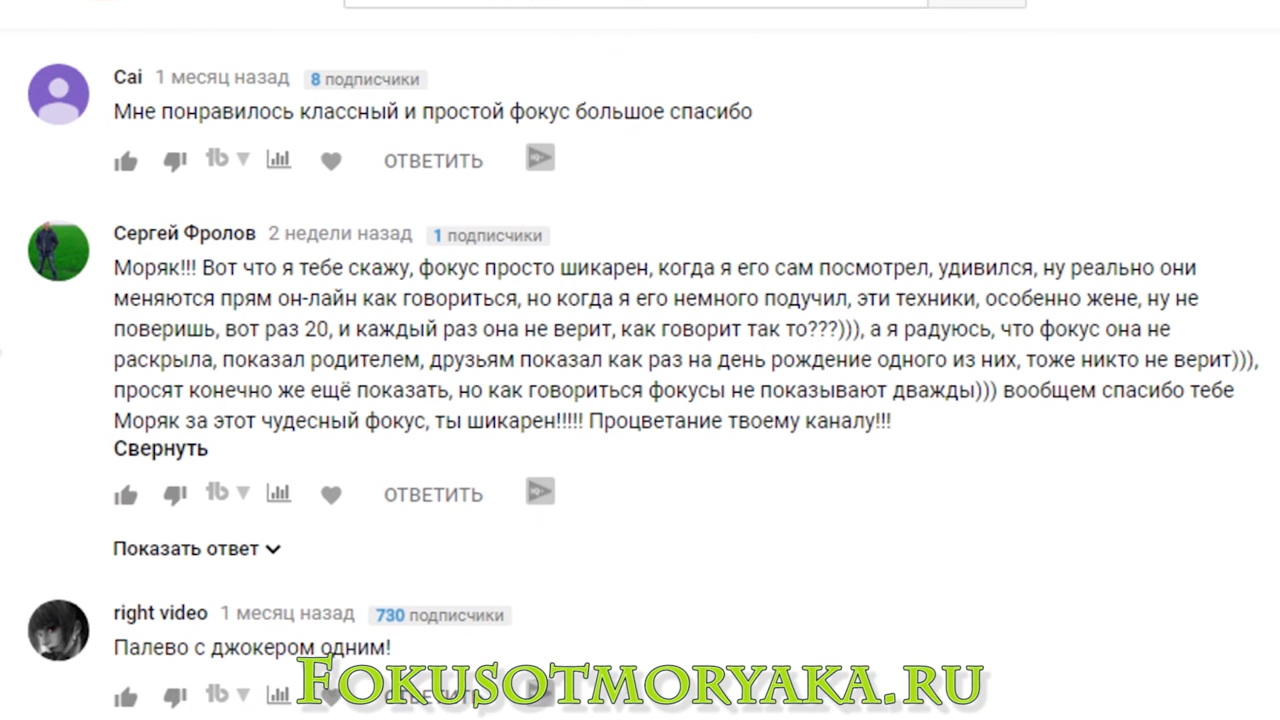 Cai 1 месяц назад 8 подписчики
Мне понравилось классный и простой фокус большое спасибо
ОТВЕТИТЬ
Сергей Фролов 2 недели назад 1 подписчики
Моряк!!! Вот что я тебе скажу, фокус просто шикарен, когда я его сам посмотрел, удивился, ну реально они
меняются прям он-лайн как говориться, но когда я его немного подучил, эти техники, особенно жене, ну не
поверишь, вот раз 20, и каждый раз она не верит, как говорит так то???))), а я радуюсь, что фокус она не
раскрыла, показал родителем, друзьям показал как раз на день рождение одного из них, тоже никто не верит))),
просят конечно же ещё показать, но как говориться фокусы не показывают дважды))) вообщем спасибо тебе
Моряк за этот чудесный фокус, ты шикарен!!!!! Процветание твоему каналу!!!
Свернуть
ОТВЕТИТЬ
Показать ответ
right video 1 месяц назад 730 подписчики
Палево с джокером одним!
ОТВЕТИТЬ
Fokusotmoryaka.ru